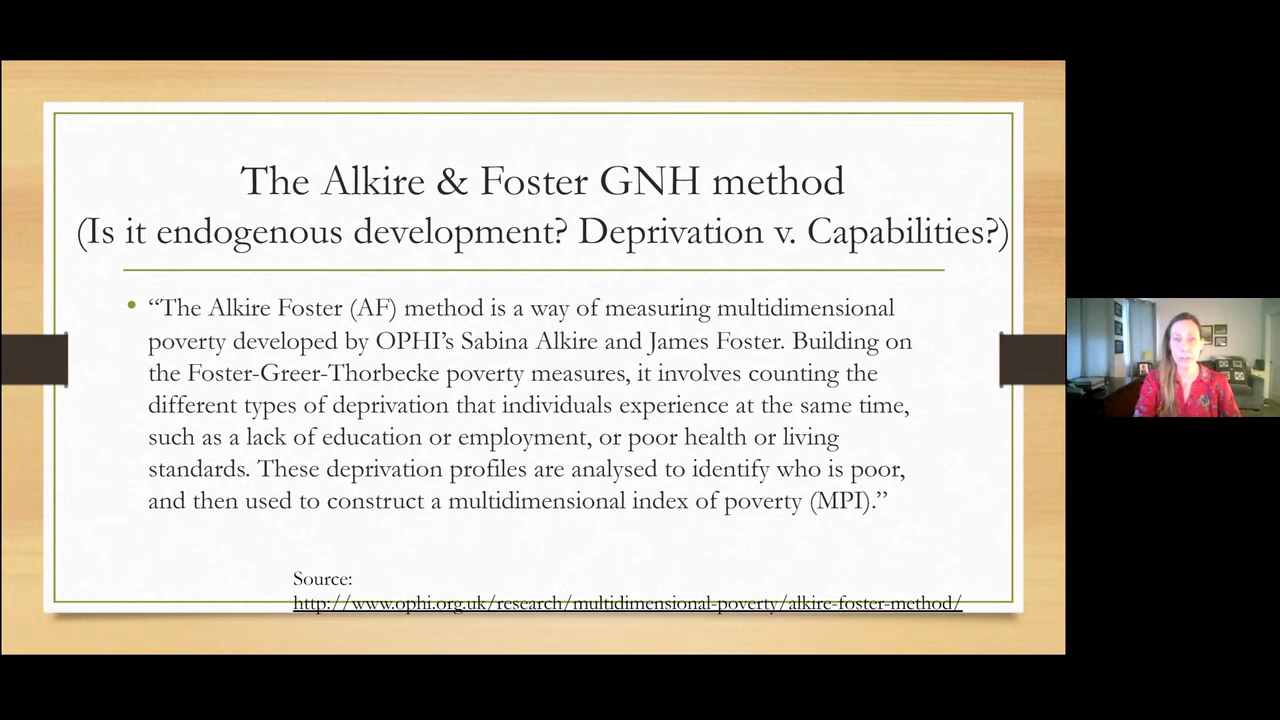 The Alkire & Foster GNH method
(Is it endogenous development? Deprivation v. Capabilities?)
• “The Alkire Foster (AF) method is a way of measuring multidimensional
poverty developed by OPHI’s Sabina Alkire and James Foster. Building on
the Foster-Greer-Thorbecke poverty measures, it involves counting the
different types of deprivation that individuals experience at the same time,
such as a lack of education or employment, or poor health or living
standards. These deprivation profiles are analysed to identify who is poor,
and then used to construct a multidimensional index of poverty (MPI).”
Source:
http://www.ophi.org.uk/research/multidimensional-poverty/alkire-foster-method/